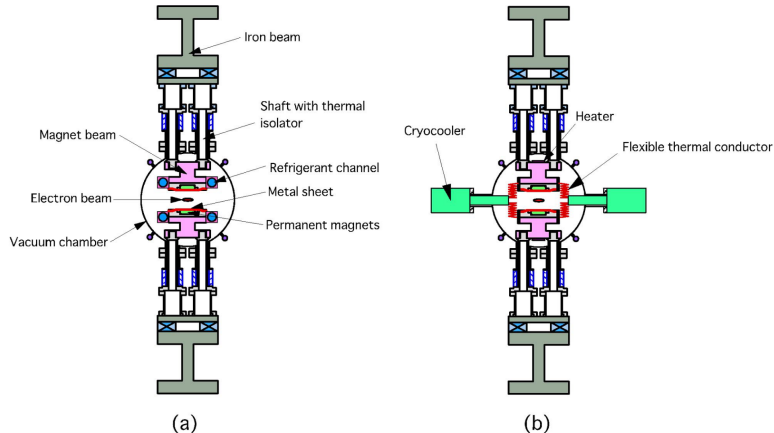 Iron beam
Shaft with thermal
isolator
Magnet beam
Refrigerant channel
Electron beam
Metal sheet
Vacuum chamber
Permanent magnets
(a)
Heater
Cryocooler
Flexible thermal conductor
(b)